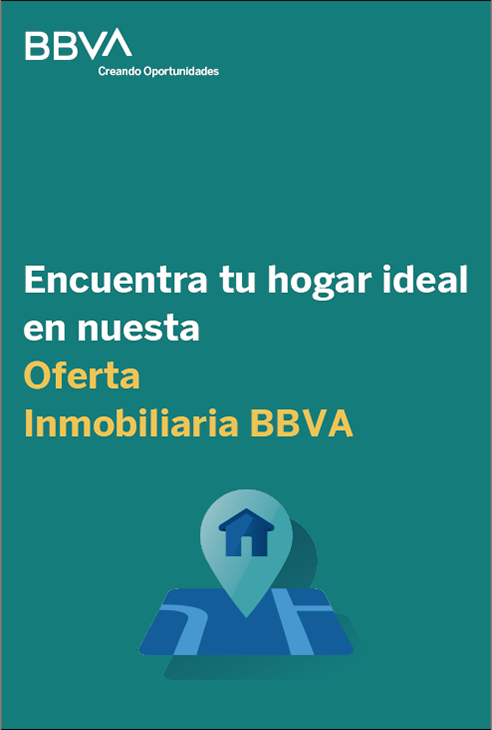 BBVA
Creando Oportunidades
Encuentra tu hogar ideal
en nuesta
Oferta
Inmobiliaria BBVA